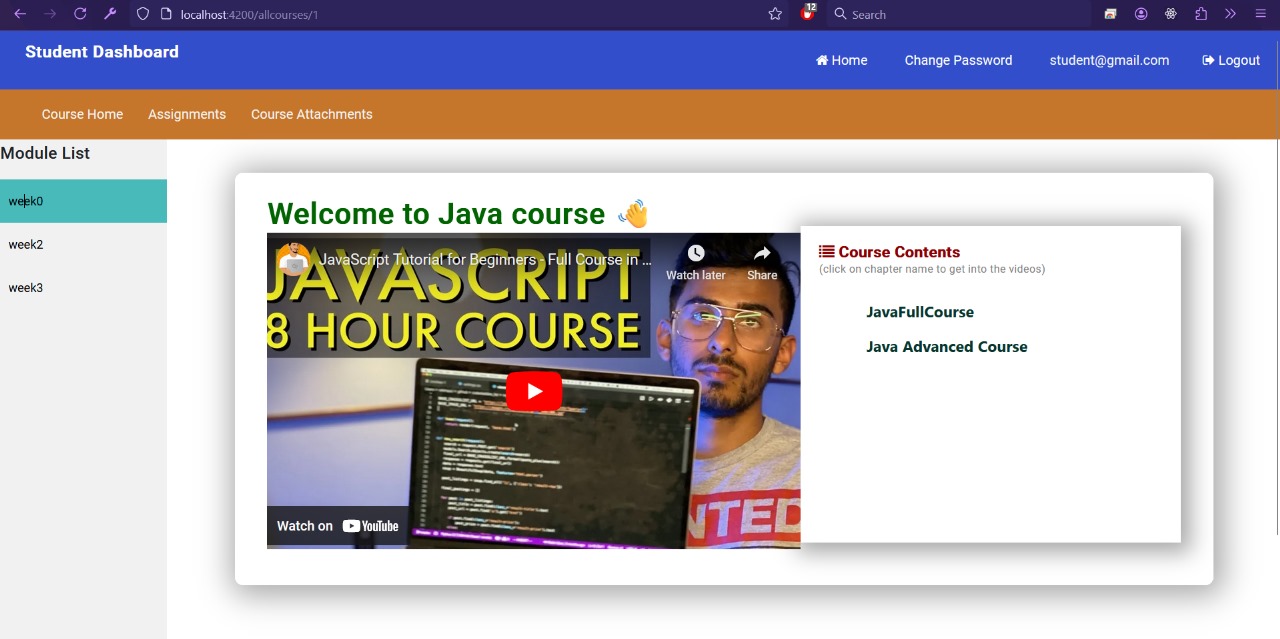 localhost:4200/allcourses/1
12
Search
Student Dashboard
Home
Change Password
student@gmail.com
Logout
Course Home
Assignments
Course Attachments
Module List
week0
week2
week3
Welcome to Java course 👋
JavaScript Tutorial for Beginners - Full Course in ...
Watch later
Share
JAVASCRIPT
8 HOUR COURSE
NTED
Watch on YouTube
Course Contents
(click on chapter name to get into the videos)
JavaFullCourse
Java Advanced Course